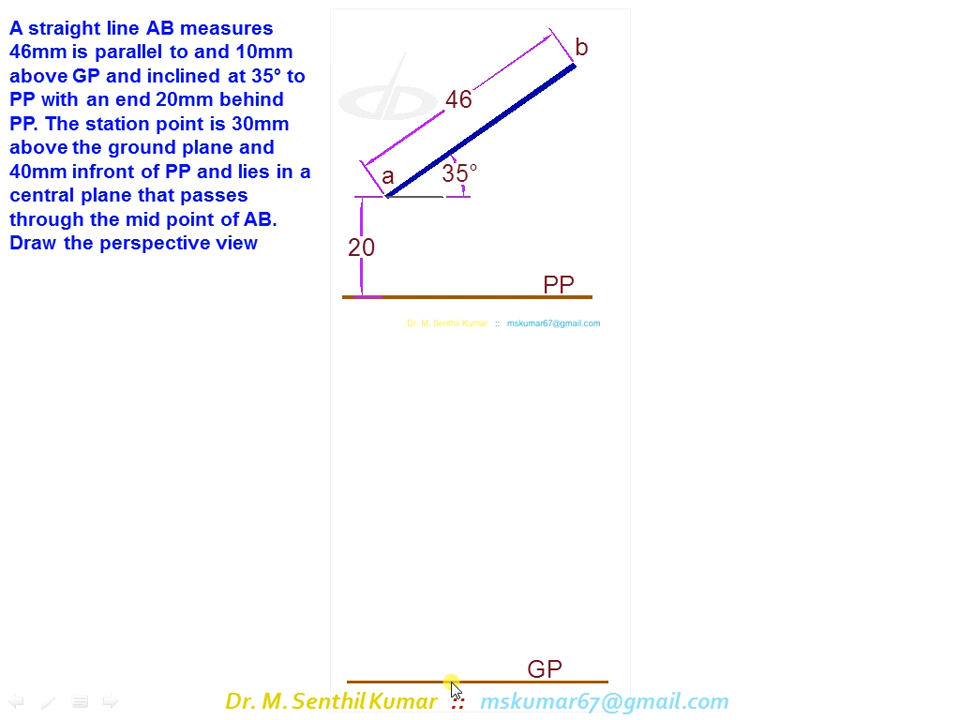 A straight line AB measures
46mm is parallel to and 10mm
above GP and inclined at 35° to
PP with an end 20mm behind
PP. The station point is 30mm
above the ground plane and
40mm infront of PP and lies in a
central plane that passes
through the mid point of AB.
Draw the perspective view
b
46
a
35°
20
PP
Dr. M. Senthil Kumar :: mskumar67@gmail.com
GP
Dr. M. Senthil Kumar :: mskumar67@gmail.com